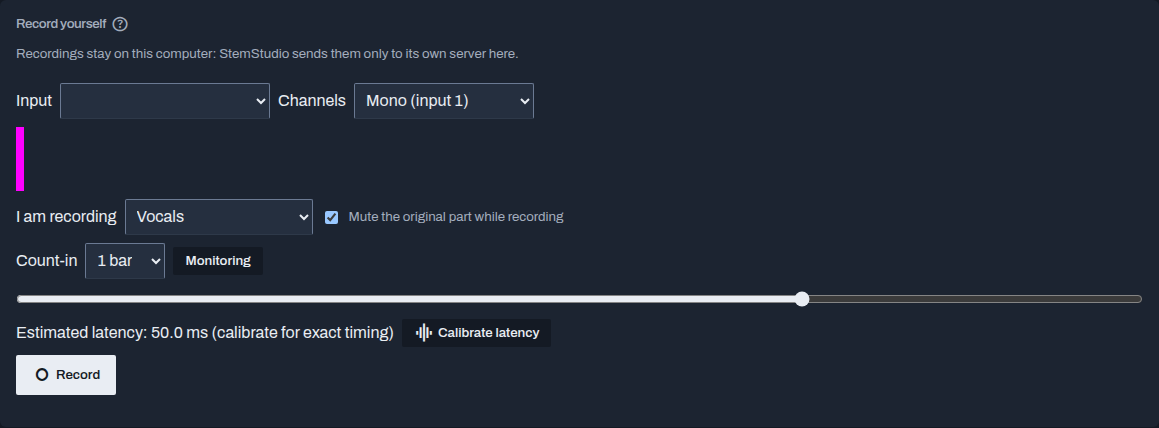 Record yourself ?
Recordings stay on this computer: StemStudio sends them only to its own server here.
Input Channels Mono (input 1)
I am recording Vocals Mute the original part while recording
Count-in 1 bar Monitoring
Estimated latency: 50.0 ms (calibrate for exact timing) Calibrate latency
Record